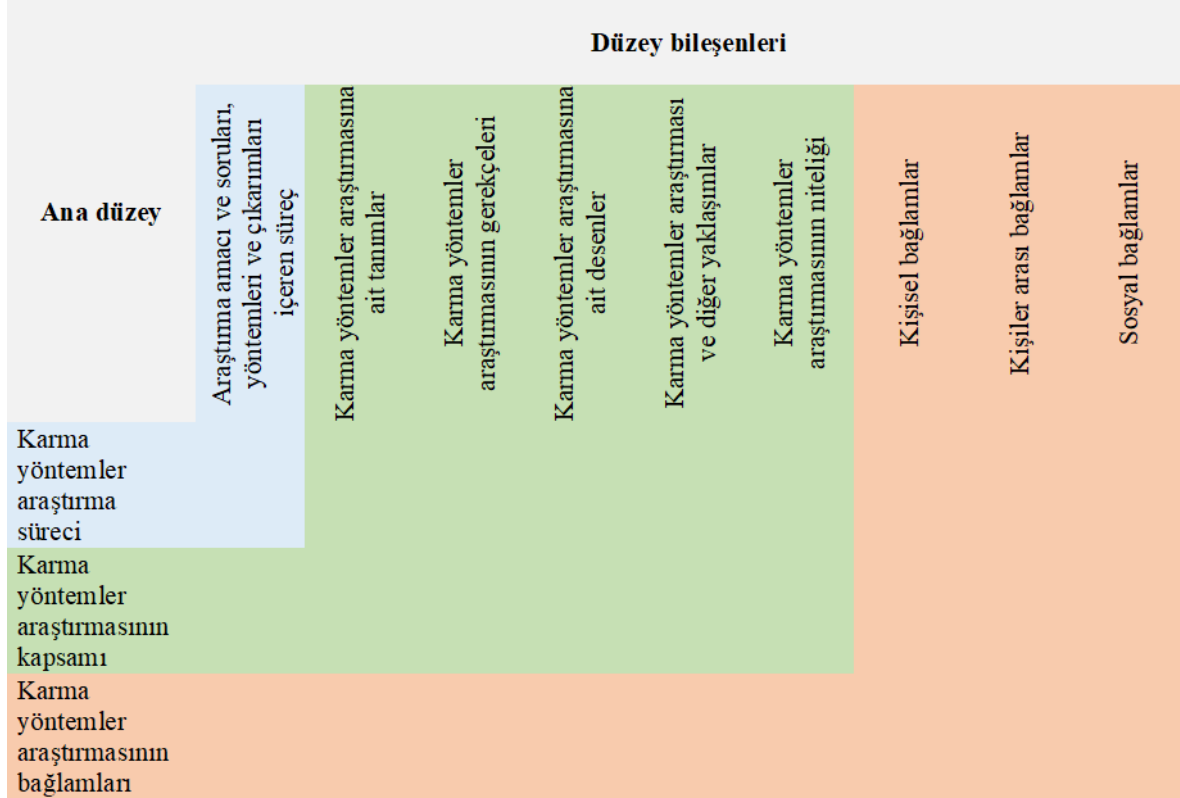 Düzey bileşenleri
Ana düzey
Araştırma amacı ve soruları,
yöntemleri ve çıkarımları
içeren süreç
Karma yöntemler araştırmasına
ait tanımlar
Karma yöntemler
araştırmasının gerekçeleri
Karma yöntemler araştırmasına
ait desenler
Karma yöntemler araştırması
ve diğer yaklaşımlar
Karma yöntemler
araştırmasının niteliği
Kişisel bağlamlar
Kişiler arası bağlamlar
Sosyal bağlamlar
Karma
yöntemler
araştırma
süreci
Karma
yöntemler
araştırmasının
kapsamı
Karma
yöntemler
araştırmasının
bağlamları